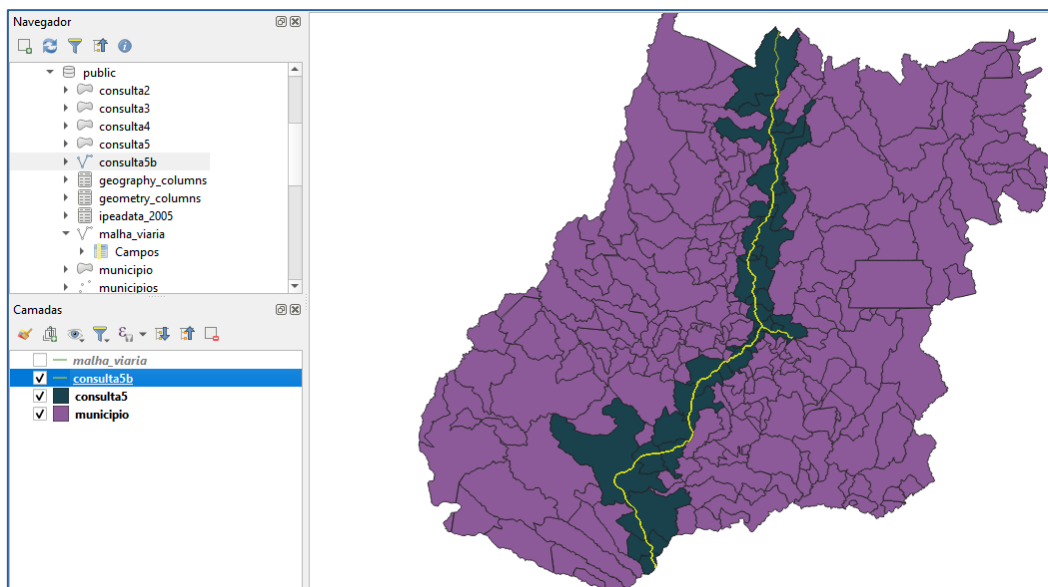 Navegador
public
consulta2
consulta3
consulta4
consulta5
consulta5b
geography_columns
geometry_columns
ipeadata_2005
malha_viaria
Campos
municipio
municipios
Camadas
malha_viaria
consulta5b
consulta5
municipio